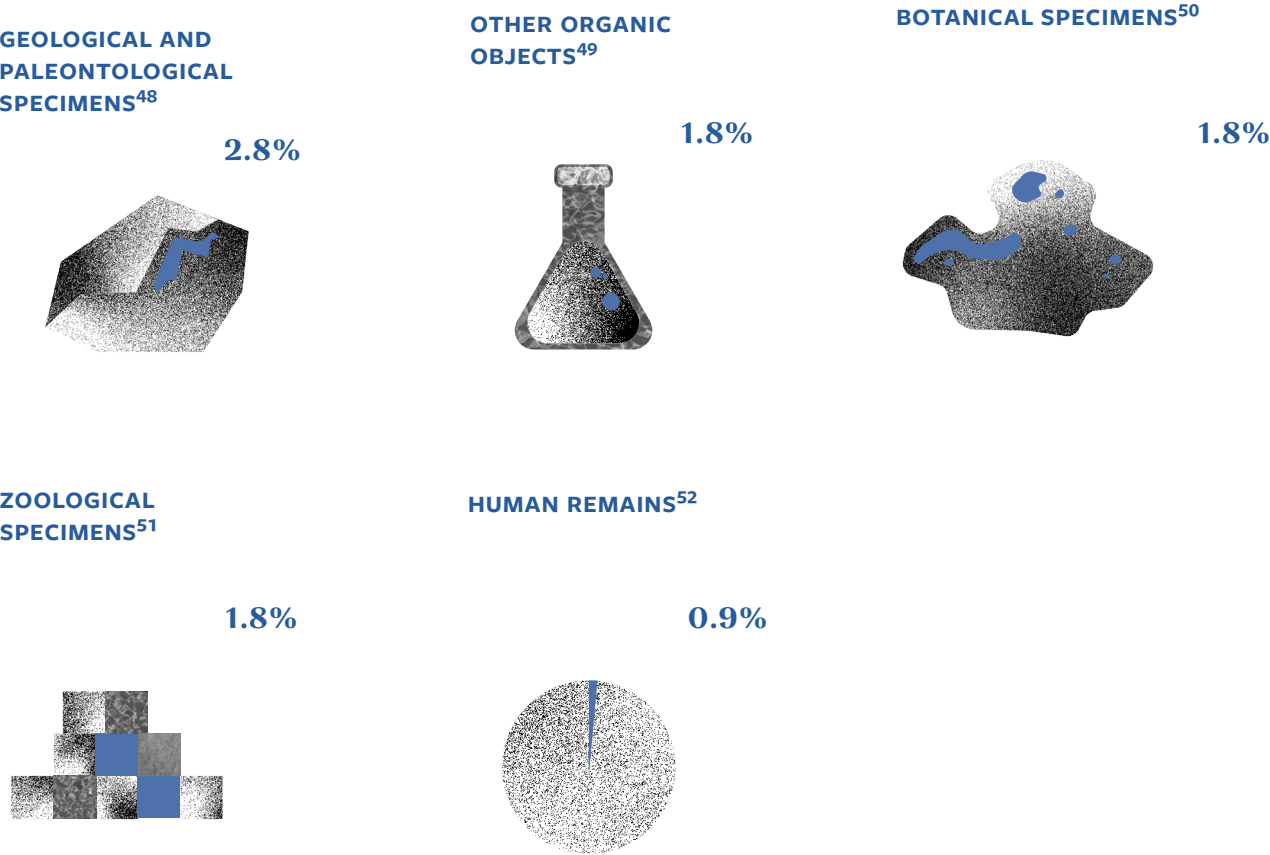 GEOLOGICAL AND
PALEONTOLOGICAL
SPECIMENS48
2.8%
OTHER ORGANIC
OBJECTS49
1.8%
BOTANICAL SPECIMENS50
1.8%
ZOOLOGICAL
SPECIMENS51
1.8%
HUMAN REMAINS52
0.9%